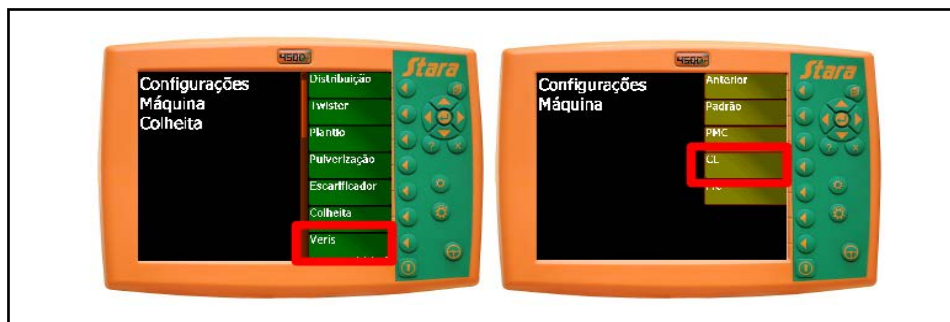 4500
Stara
Configurações
Máquina
Colheita
Distribuição
Twister
Plantio
Pulverização
Escarificador
Colheita
Veris
4500
Stara
Configurações
Máquina
Anterior
Padrão
PMC
CL